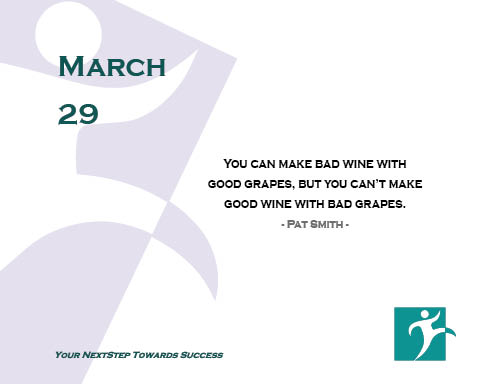 March
29
You can make bad wine with
good grapes, but you can't make
good wine with bad grapes.
- Pat Smith -
Your NextStep Towards Success